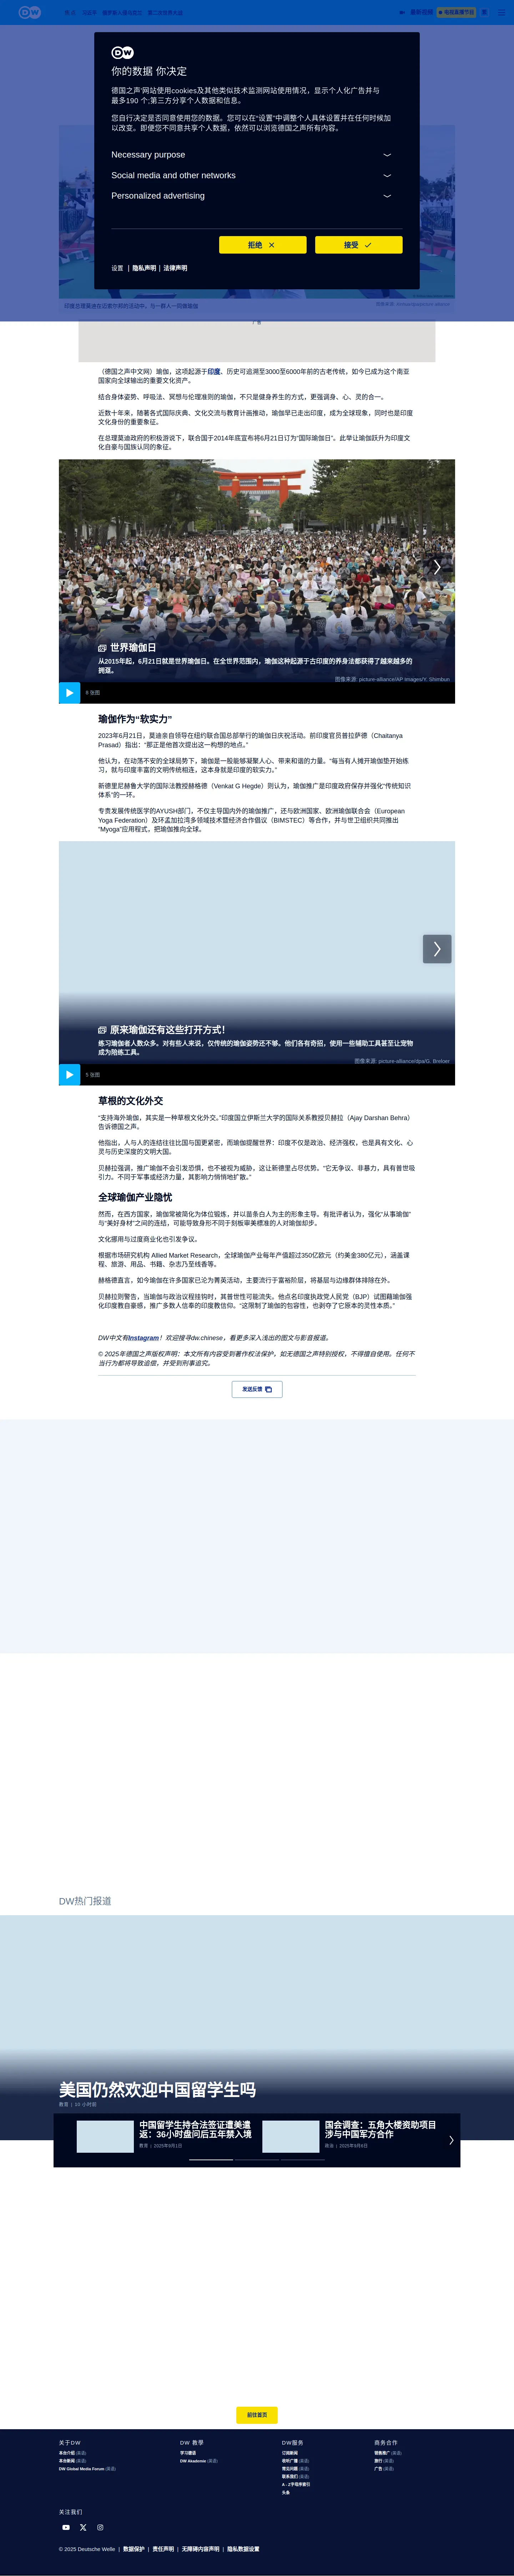 DW
最新视频
电视直播节目
DW
你的数据 你决定
德国之声'网站使用cookies及其他类似技术监测网站使用情况，显示个人化广告并与
最多190 个;第三方分享个人数据和信息。
您自行决定是否同意使用您的数据。您可以在“设置”中调整个人具体设置并在任何时候加
以改变。即便您不同意共享个人数据，依然可以浏览德国之声所有内容。
Necessary purpose
Social media and other networks
Personalized advertising
拒绝
接受
设置 | 隐私声明 | 法律声明
广告
（德国之声中文网）瑜伽，这项起源于印度、历史可追溯至3000至6000年前的古老传统，如今已成为这个南亚
国家向全球输出的重要文化资产。
结合身体姿势、呼吸法、冥想与伦理准则的瑜伽，不只是健身养生的方式，更强调身、心、灵的合一。
近数十年来，随著各式国际庆典、文化交流与教育计画推动，瑜伽早已走出印度，成为全球现象，同时也是印度
文化身份的重要象征。
在总理莫迪政府的积极游说下，联合国于2014年底宣布将6月21日订为“国际瑜伽日”。此举让瑜伽跃升为印度文
化自豪与国族认同的象征。
世界瑜伽日
从2015年起，6月21日就是世界瑜伽日。在全世界范围内，瑜伽这种起源于古印度的养身法都获得了越来越多的
拥趸。
图像来源: picture-alliance/AP Images/Y. Shimbun
8 张图
瑜伽作为“软实力”
2023年6月21日，莫迪亲自领导在纽约联合国总部举行的瑜伽日庆祝活动。前印度官员普拉萨德（Chaitanya
Prasad）指出：“那正是他首次提出这一构想的地点。”
他认为，在动荡不安的全球局势下，瑜伽是一股能够凝聚人心、带来和谐的力量。“每当有人摊开瑜伽垫开始练
习，就与印度丰富的文明传统相连，这本身就是印度的软实力。”
新德里尼赫鲁大学的国际法教授赫格德（Venkat G Hegde）则认为，瑜伽推广是印度政府保存并强化“传统知识
体系”的一环。
专责发展传统医学的AYUSH部门，不仅主导国内外的瑜伽推广，还与欧洲国家、欧洲瑜伽联合会（European
Yoga Federation）及环孟加拉湾多领域技术暨经济合作倡议（BIMSTEC）等合作，并与世卫组织共同推出
”Myoga”应用程式，把瑜伽推向全球。
原来瑜伽还有这些打开方式！
练习瑜伽者人数众多。对有些人来说，仅传统的瑜伽姿势还不够。他们各有奇招，使用一些辅助工具甚至让宠物
成为陪练工具。
图像来源: picture-alliance/dpa/G. Breloer
5 张图
草根的文化外交
“支持海外瑜伽，其实是一种草根文化外交。”印度国立伊斯兰大学的国际关系教授贝赫拉（Ajay Darshan Behra）
告诉德国之声。
他指出，人与人的连结往往比国与国更紧密，而瑜伽提醒世界：印度不仅是政治、经济强权，也是具有文化、心
灵与历史深度的文明大国。
贝赫拉强调，推广瑜伽不会引发恐惧，也不被视为威胁，这让新德里占尽优势。“它无争议、非暴力，具有普世吸
引力。不同于军事或经济力量，其影响力悄悄地扩散。”
全球瑜伽产业隐忧
然而，在西方国家，瑜伽常被简化为体位锻炼，并以苗条白人为主的形象主导。有批评者认为，强化“从事瑜伽”
与“美好身材”之间的连结，可能导致身形不同于刻板审美標准的人对瑜伽却步。
文化挪用与过度商业化也引发争议。
根据市场研究机构 Allied Market Research，全球瑜伽产业每年产值超过350亿欧元（约美金380亿元），涵盖课
程、旅游、用品、书籍、杂志乃至线香等。
赫格德直言，如今瑜伽在许多国家已沦为菁英活动，主要流行于富裕阶层，将基层与边缘群体排除在外。
贝赫拉则警告，当瑜伽与政治议程挂钩时，其普世性可能流失。他点名印度执政党人民党（BJP）试图藉瑜伽强
化印度教自豪感，推广多数人信奉的印度教信仰。“这限制了瑜伽的包容性，也剥夺了它原本的灵性本质。”
DW中文有Instagram！欢迎搜寻dw.chinese，看更多深入浅出的图文与影音报道。
© 2025年德国之声版权声明：本文所有内容受到著作权法保护，如无德国之声特别授权，不得擅自使用。任何不
当行为都将导致追偿，并受到刑事追究。
发送反馈
DW热门报道
美国仍然欢迎中国留学生吗
教育 | 10 小时前
中国留学生持合法签证遭美遣
返：36小时盘问后五年禁入境
教育 | 2025年9月1日
国会调查：五角大楼资助项目
涉与中国军方合作
政治 | 2025年9月6日
前往首页
关于DW
本台介绍 (英语)
本台新闻 (英语)
DW Global Media Forum (英语)
DW 教学
学习德语
DW Akademie (英语)
DW服务
订阅新闻
收听广播 (英语)
常见问题 (英语)
联系我们 (英语)
A - Z字母序索引
头条
商务合作
销售推广 (英语)
旅行 (英语)
广告 (英语)
关注我们
© 2025 Deutsche Welle | 数据保护 | 责任声明 | 无障碍内容声明 | 隐私数据设置